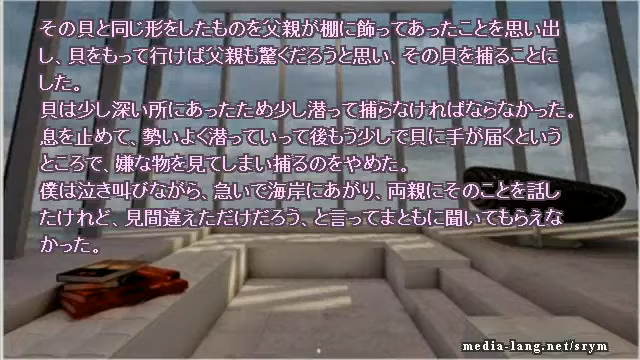 その貝と同じ形をしたものを父親が棚に飾ってあったことを思い出
し、貝をもって行けば父親も驚くだろうと思い、その貝を捕ることに
した。
貝は少し深い所にあったため少し潜って捕らなければならなかった。
息を止めて、勢いよく潜っていって後もう少しで貝に手が届くという
ところで、嫌な物を見てしまい捕るのをやめた。
僕は泣き叫びながら、急いで海岸にあがり、両親にそのことを話し
たけれど、見間違えただけだろう、と言ってまともに聞いてもらえな
かった。
media-lang.net/srym